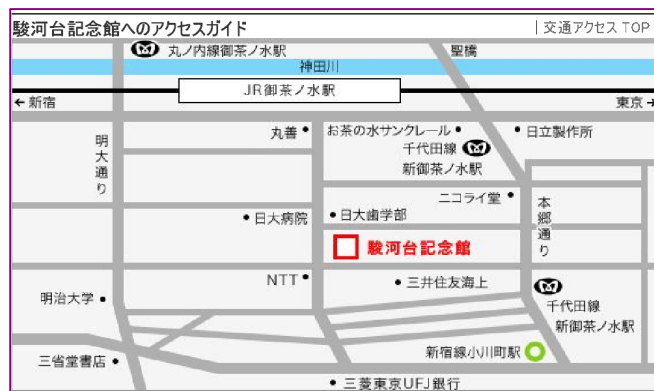 駿河台記念館へのアクセスガイド
｜交通アクセス TOP
丸ノ内線御茶ノ水駅
聖橋
神田川
JR御茶ノ水駅
←新宿
東京→
明大通り
丸善
お茶の水サンクレール
日立製作所
千代田線
新御茶ノ水駅
ニコライ堂
本郷通り
日大病院
日大歯学部
駿河台記念館
NTT
三井住友海上
明治大学
千代田線
新御茶ノ水駅
新宿線小川町駅
三省堂書店
三菱東京UFJ銀行